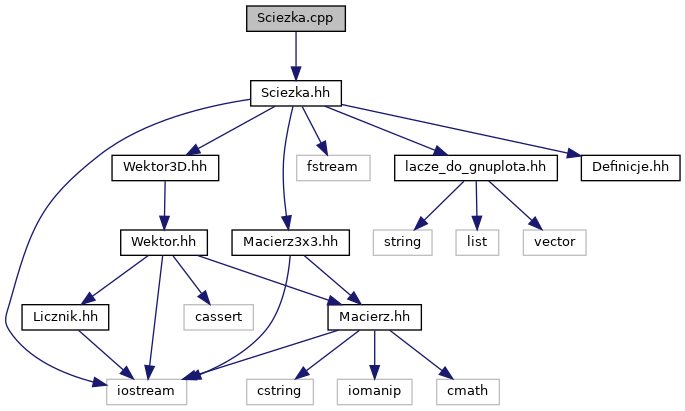 Sciezka.cpp
Sciezka.hh
Wektor3D.hh
fstream
lacze_do_gnuplota.hh
Definicje.hh
Wektor.hh
Macierz3x3.hh
string
list
vector
Licznik.hh
cassert
Macierz.hh
iostream
cstring
iomanip
cmath